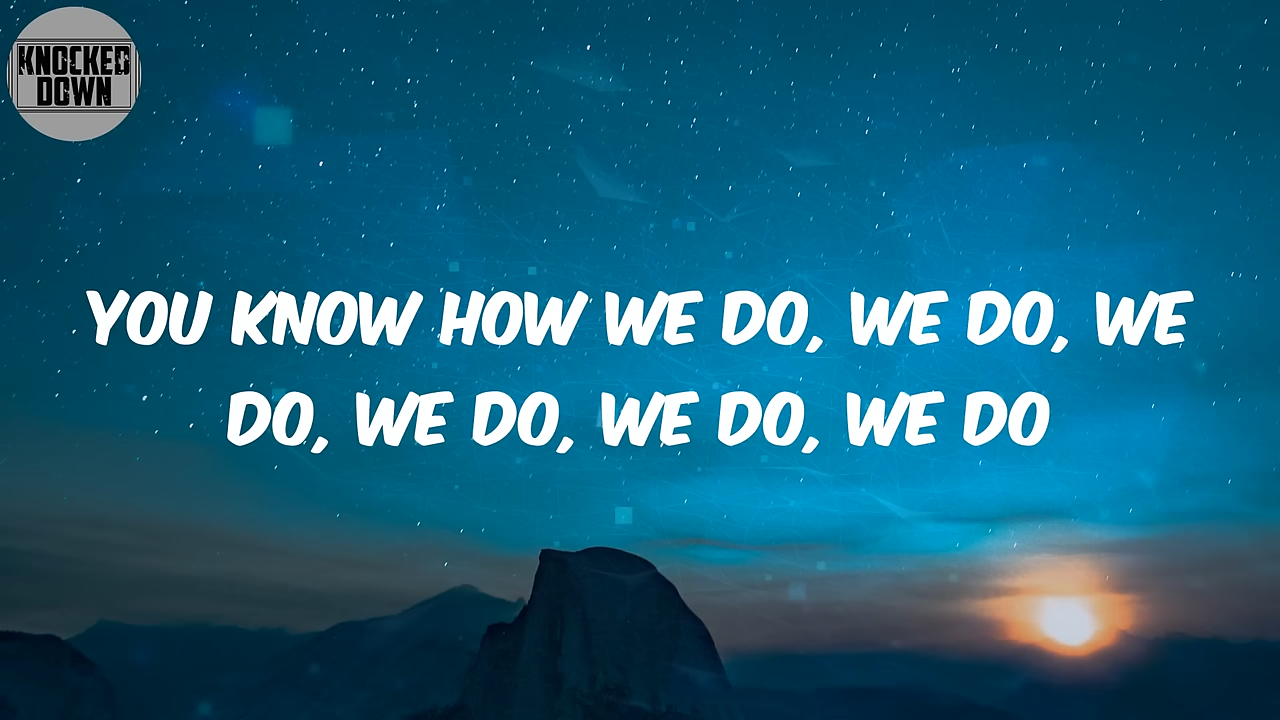 KNOCKED
DOWN
YOU KNOW HOW WE DO, WE DO, WE
DO, WE DO, WE DO, WE DO